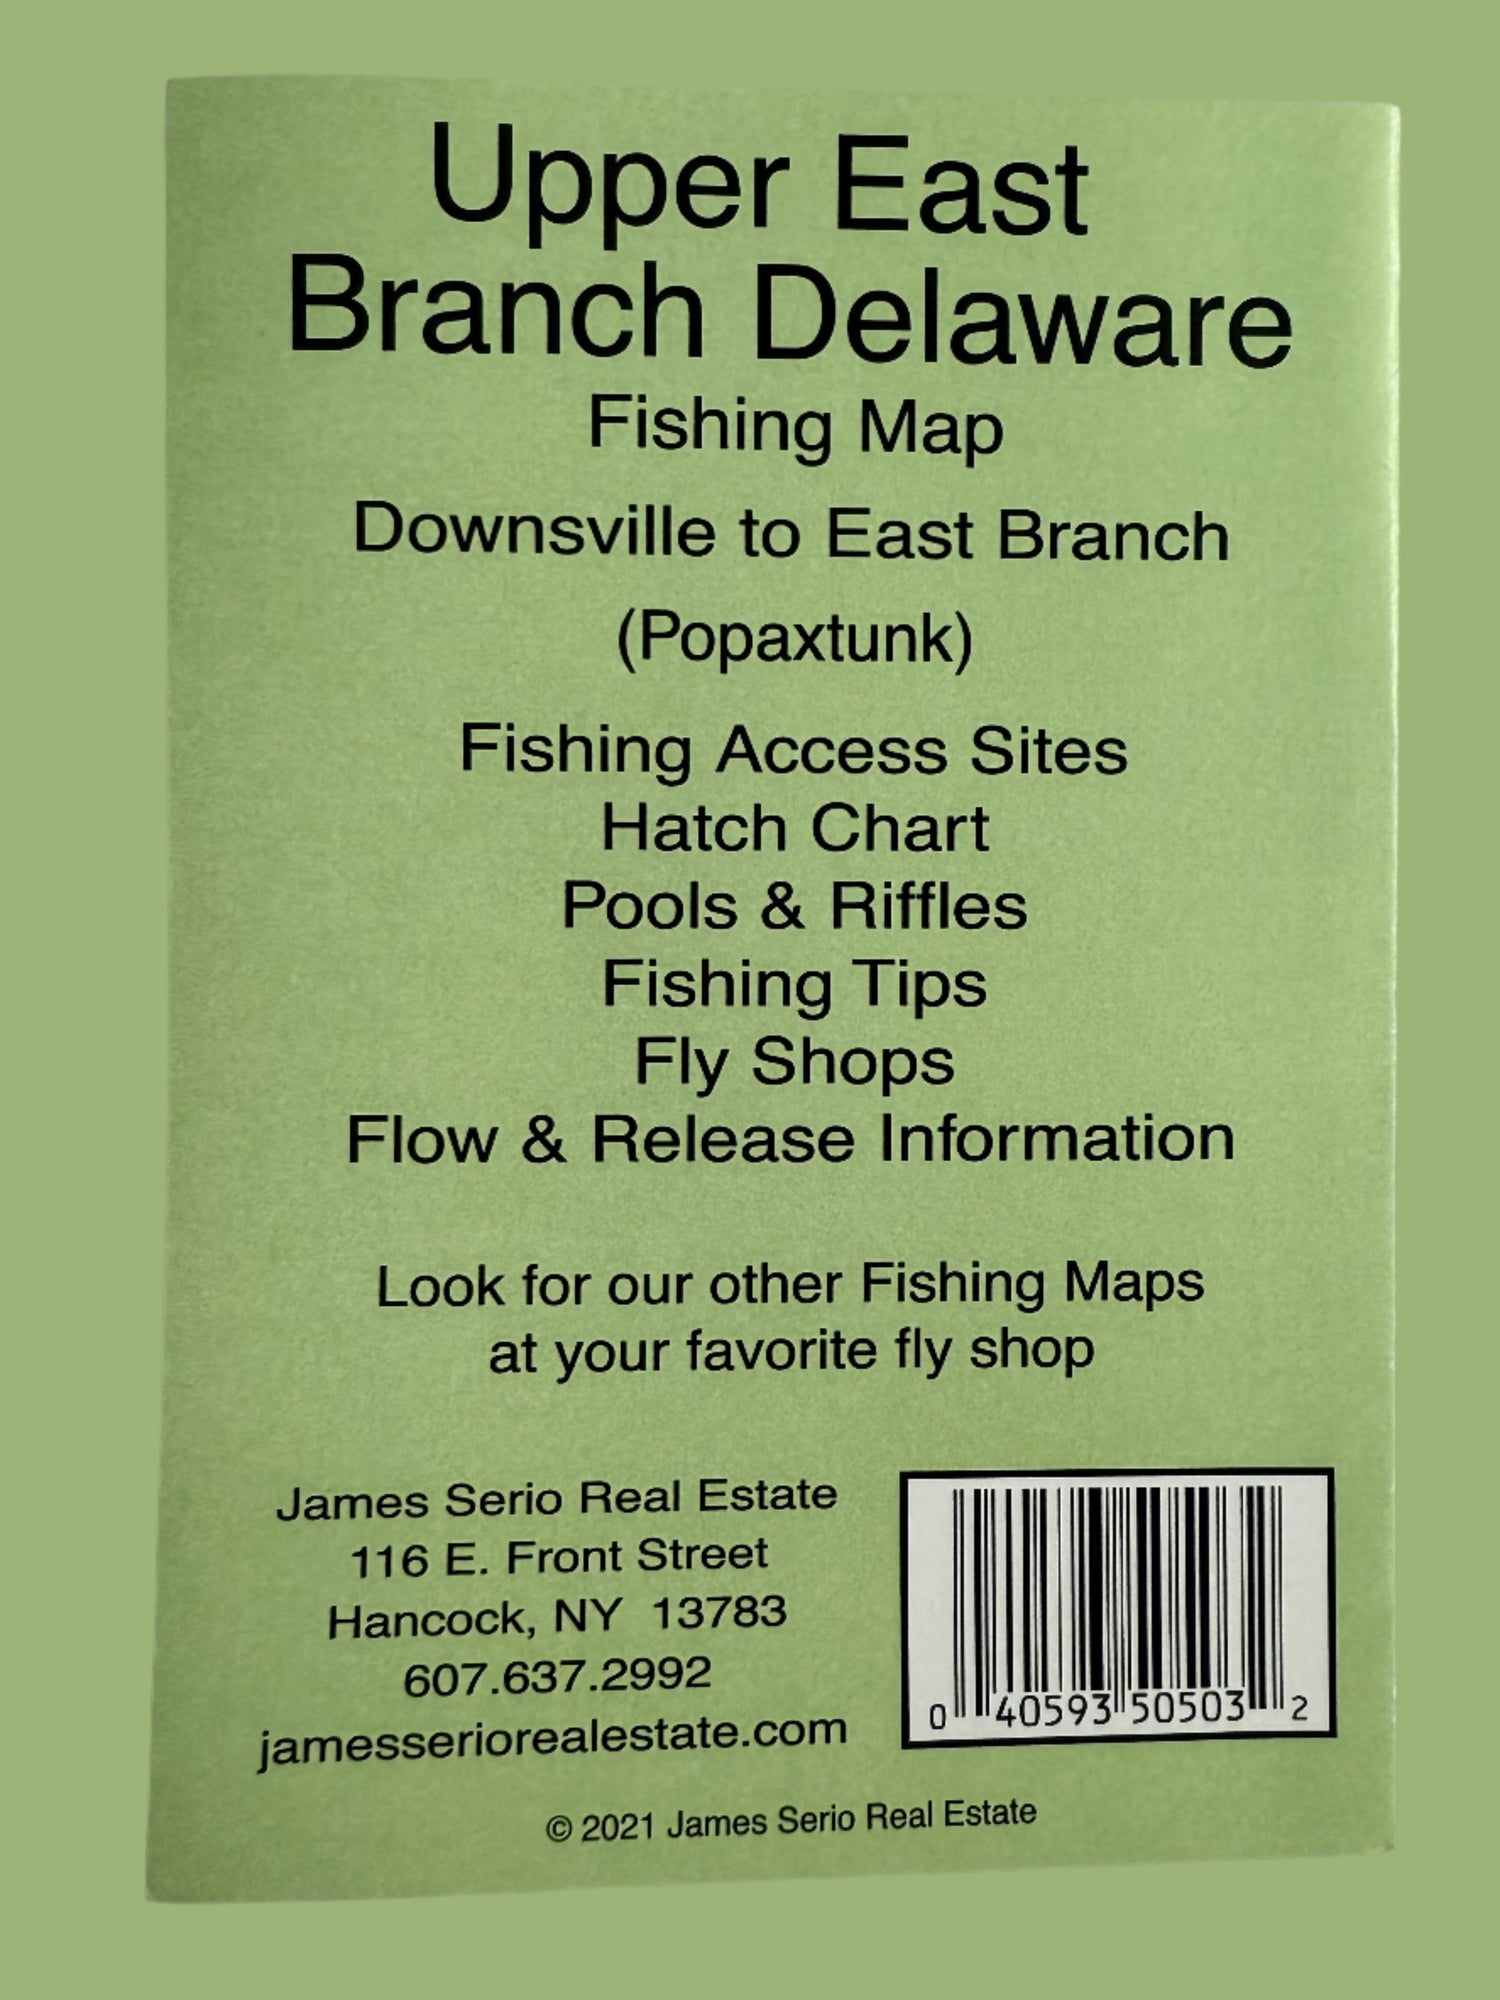 Upper East
Branch Delaware
Fishing Map
Downsville to East Branch
(Popaxtunk)
Fishing Access Sites
Hatch Chart
Pools & Riffles
Fishing Tips
Fly Shops
Flow & Release Information
Look for our other Fishing Maps
at your favorite fly shop
James Serio Real Estate
116 E. Front Street
Hancock, NY 13783
607.637.2992
jamesseriorealestate.com
0 40593 50503 2
© 2021 James Serio Real Estate